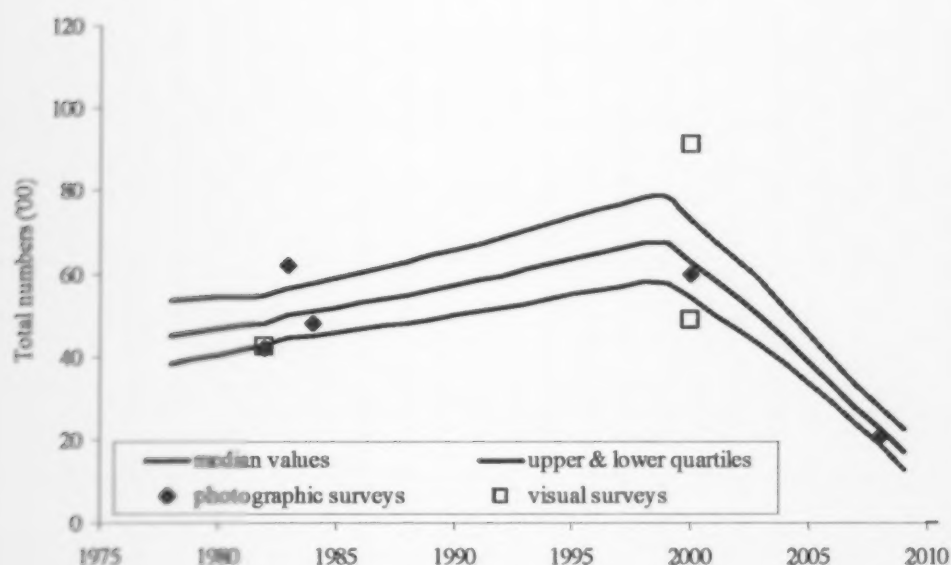 120
100
80
60
40
20
0
Total numbers ('00)
median values
upper & lower quartiles
photographic surveys
visual surveys
1975 1980 1985 1990 1995 2000 2005 2010